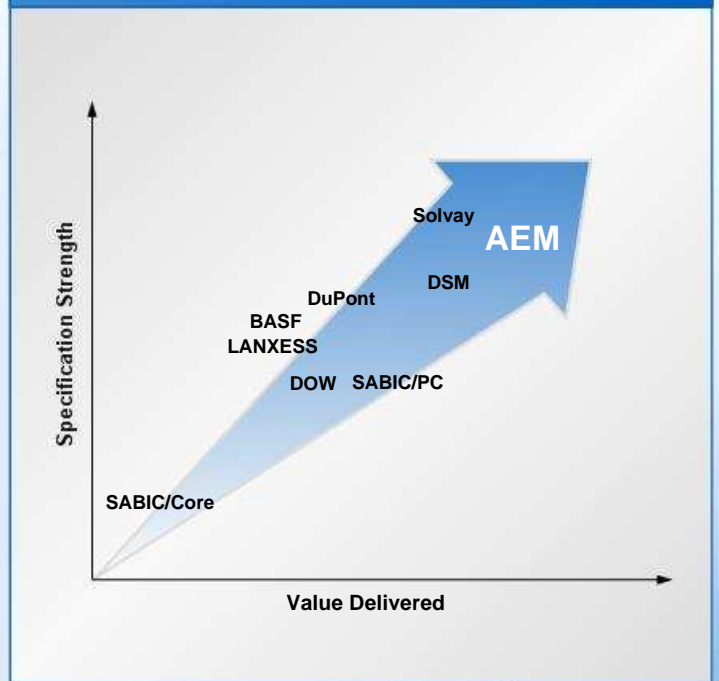 Specification Strength
Solvay
AEM
DSM
DuPont
BASF
LANXESS
DOW SABIC/PC
SABIC/Core
Value Delivered